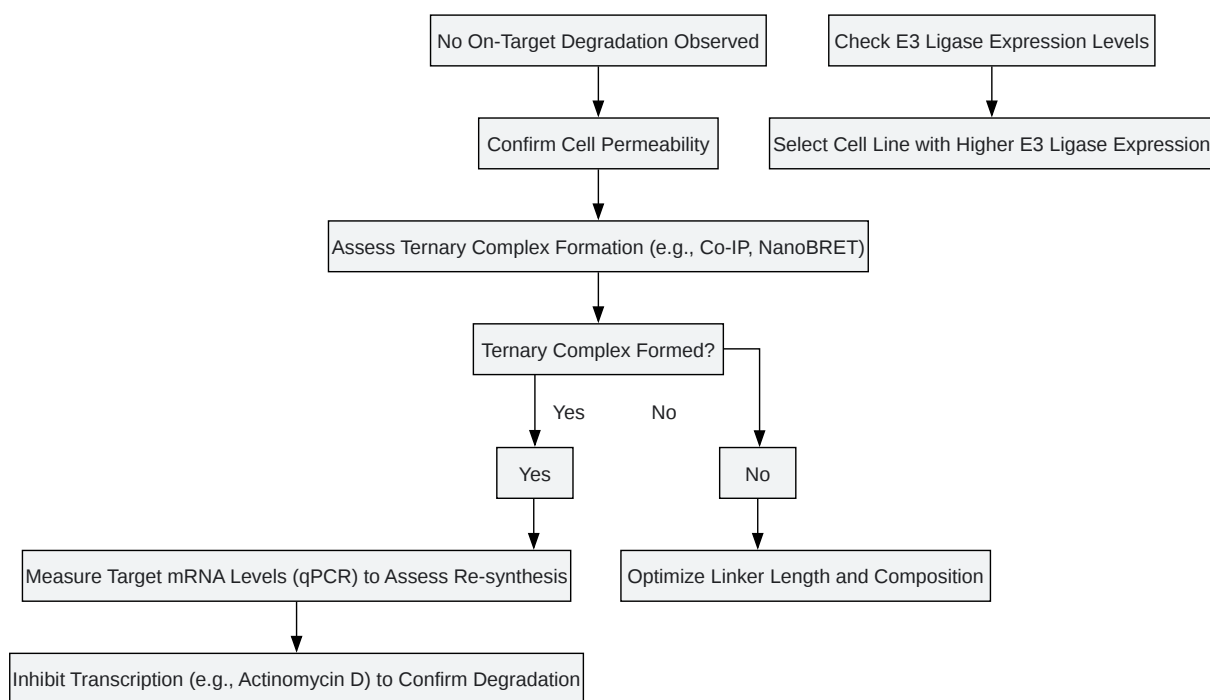 No On-Target Degradation Observed
Check E3 Ligase Expression Levels
Confirm Cell Permeability
Select Cell Line with Higher E3 Ligase Expression
Assess Ternary Complex Formation (e.g., Co-IP, NanoBRET)
Ternary Complex Formed?
Yes
No
Yes
No
Measure Target mRNA Levels (qPCR) to Assess Re-synthesis
Optimize Linker Length and Composition
Inhibit Transcription (e.g., Actinomycin D) to Confirm Degradation